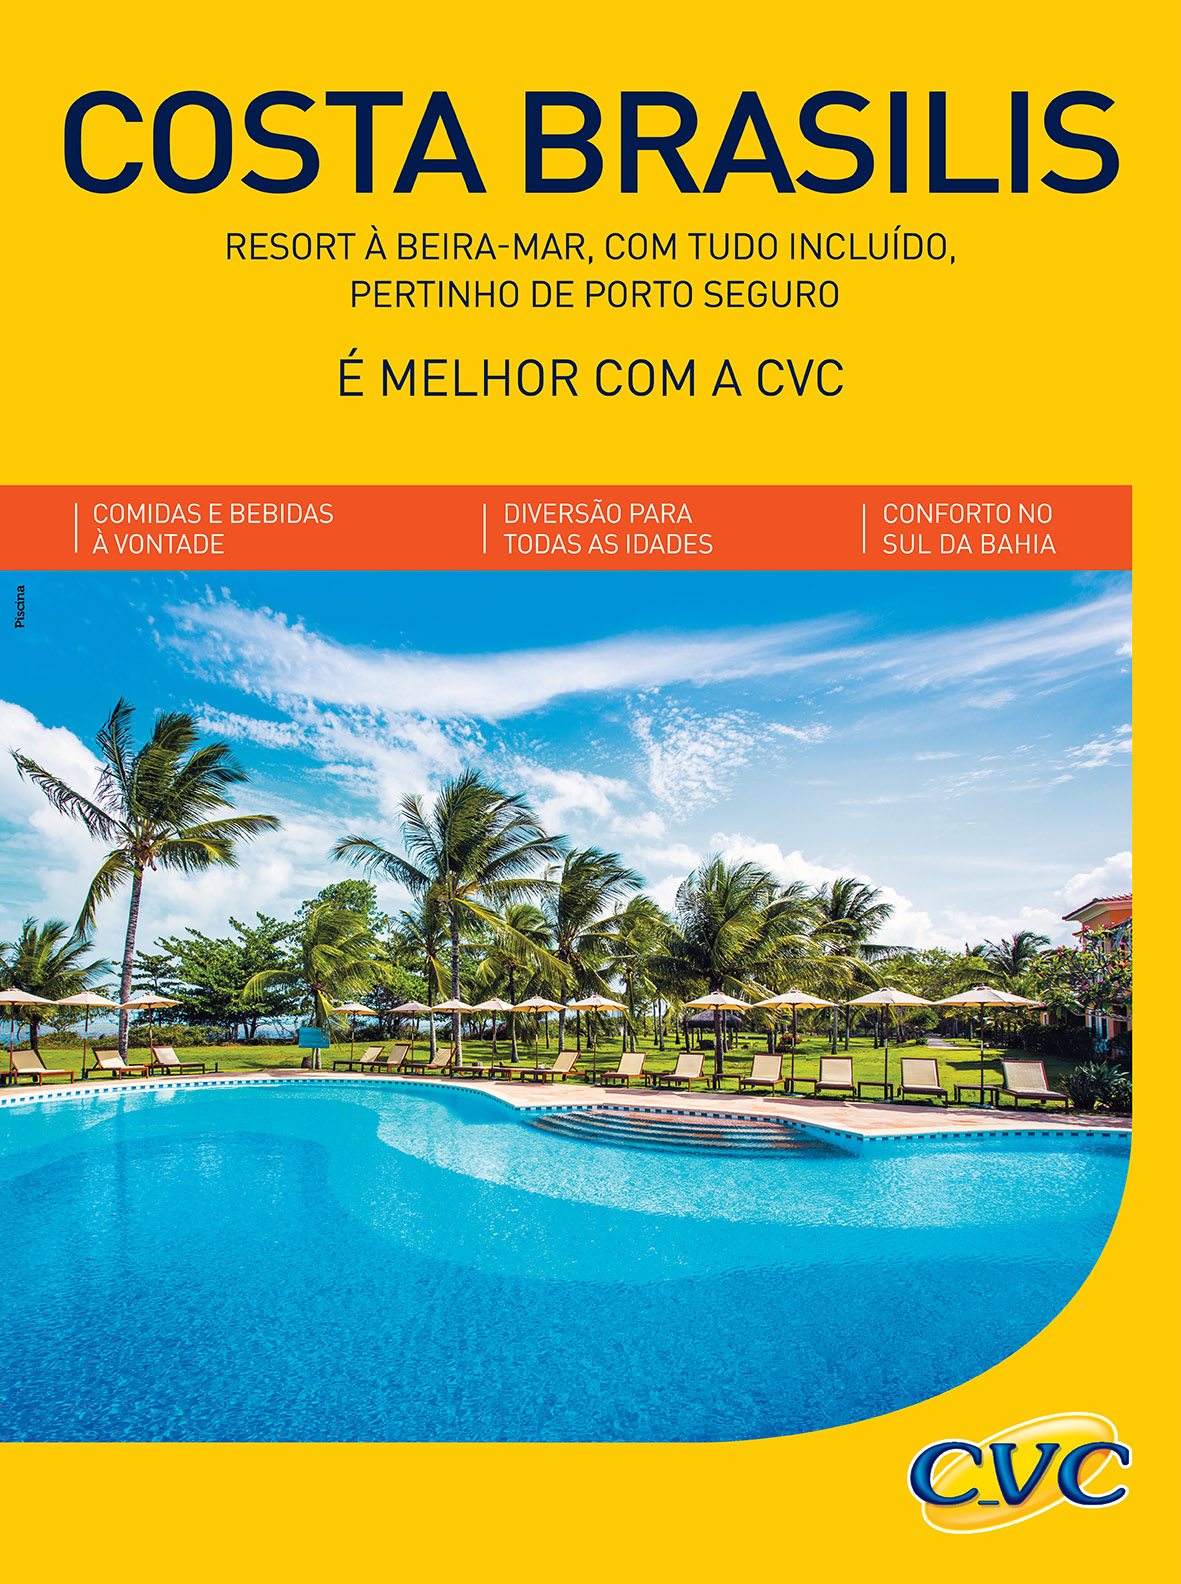 COSTA BRASILIS
RESORT À BEIRA-MAR, COM TUDO INCLUÍDO,
PERTINHO DE PORTO SEGURO
É MELHOR COM A CVC
COMIDAS E BEBIDAS
À VONTADE
DIVERSÃO PARA
TODAS AS IDADES
CONFORTO NO
SUL DA BAHIA
Piscina
CVC